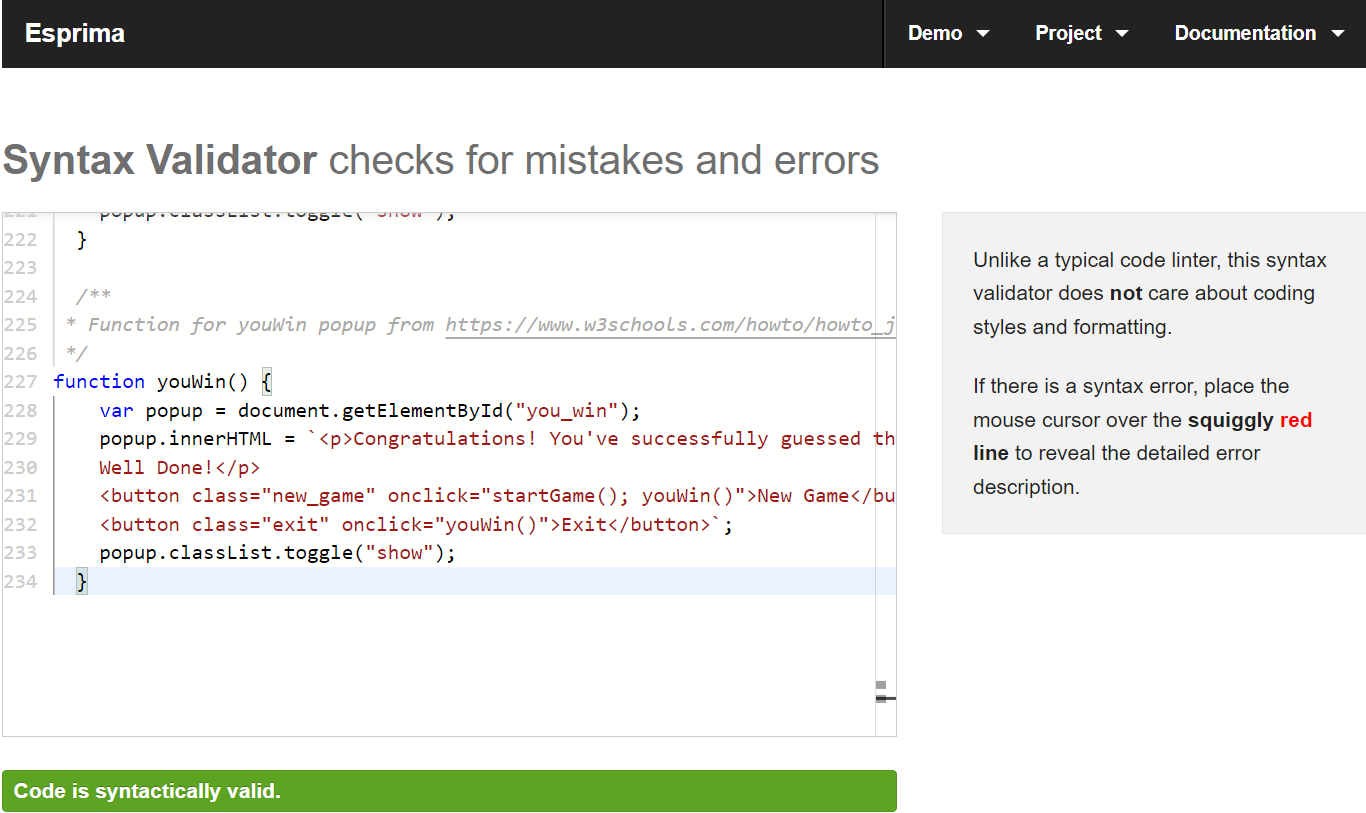 Esprima
Demo
Project
Documentation
Syntax Validator checks for mistakes and errors
221 popup.classList.toggle("show");
222 }
223
224 /**
225 * Function for youWin popup from https://www.w3schools.com/howto/howto_j
226 */
227 function youWin() {
228 var popup = document.getElementById("you_win");
229 popup.innerHTML = `<p>Congratulations! You've successfully guessed th
230 Well Done!</p>
231 <button class="new_game" onclick="startGame(); youWin()">New Game</bu
232 <button class="exit" onclick="youWin()">Exit</button>`;
233 popup.classList.toggle("show");
234 }
Code is syntactically valid.
Unlike a typical code linter, this syntax
validator does not care about coding
styles and formatting.
If there is a syntax error, place the
mouse cursor over the squiggly red
line to reveal the detailed error
description.